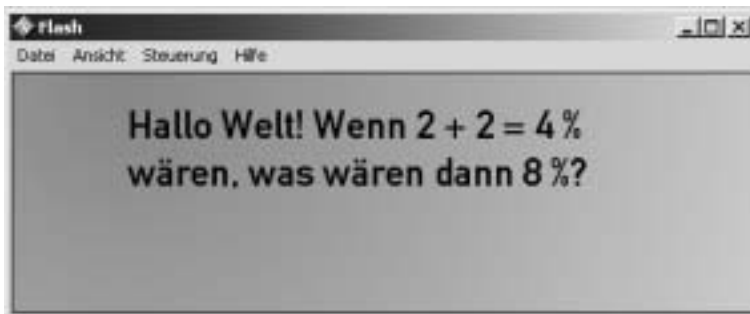 Flash
Datei Ansicht Steuerung Hilfe
Hallo Welt! Wenn 2 + 2 = 4 %
wären, was wären dann 8 %?